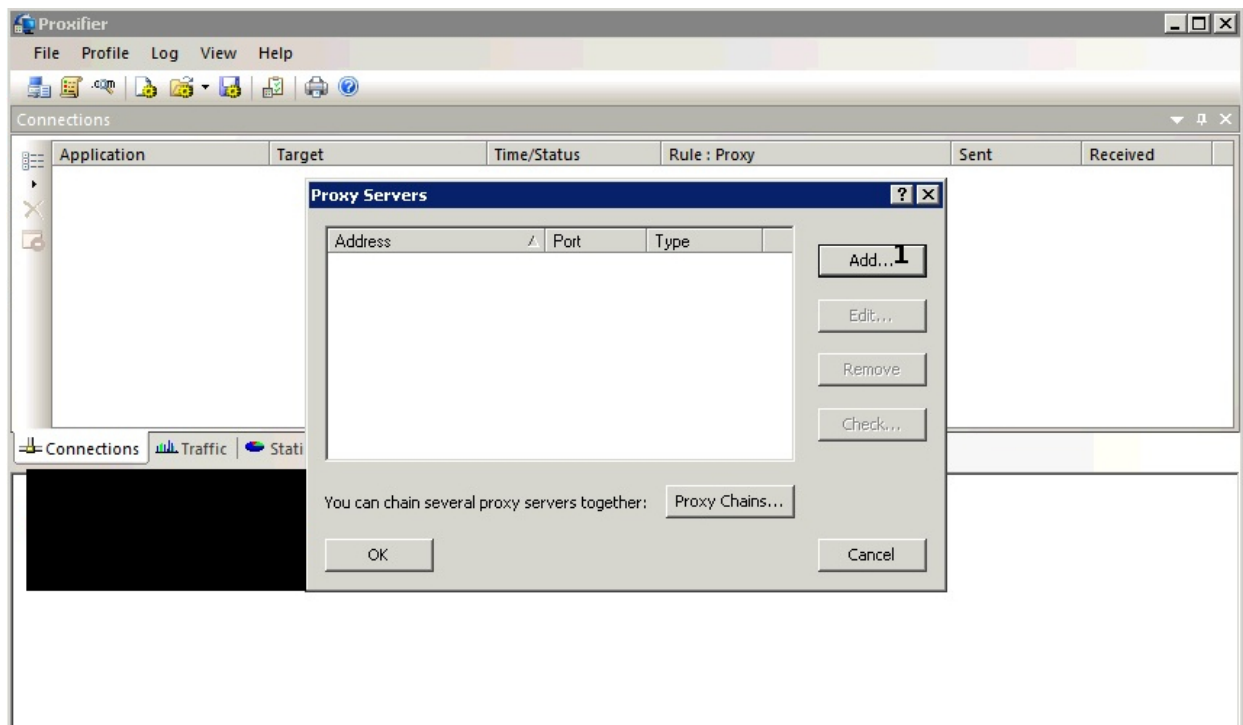 Proxifier
File Profile Log View Help
Connections
Application Target Time/Status Rule : Proxy Sent Received
Proxy Servers
Address Port Type
Add...1
Edit...
Remove
Check...
Connections Traffic Stati
You can chain several proxy servers together: Proxy Chains...
OK Cancel